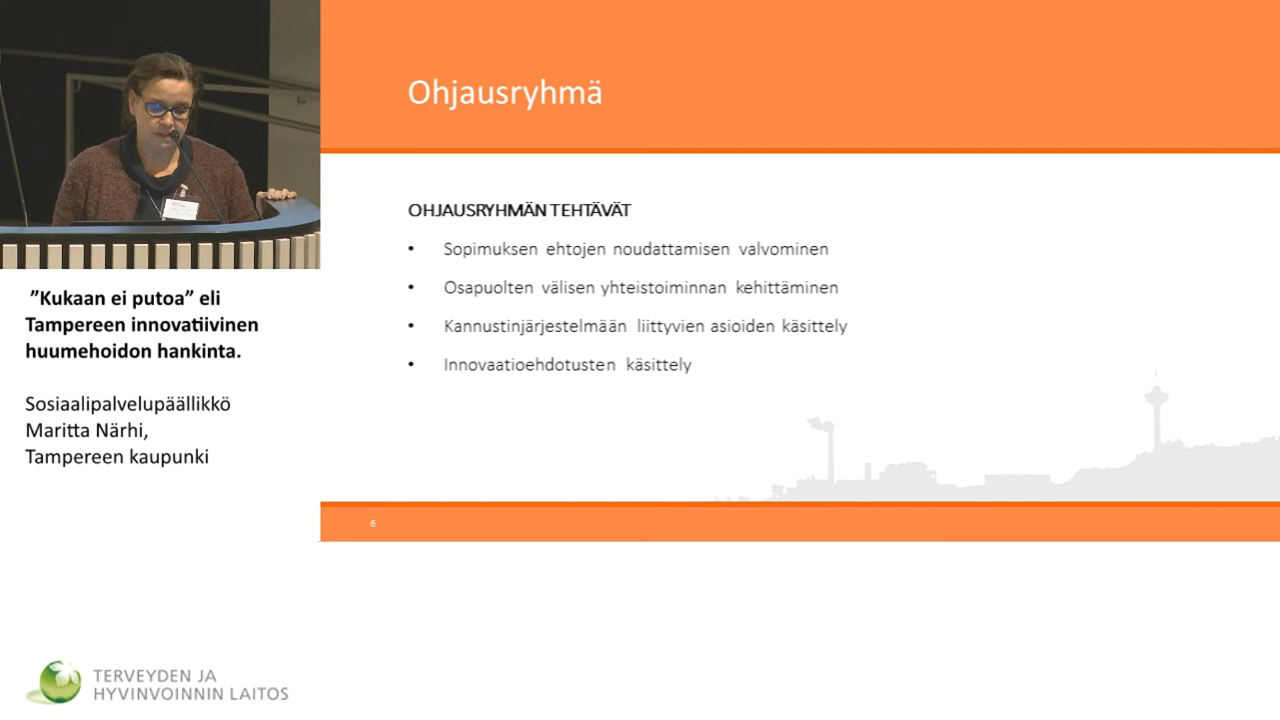 ”Kukaan ei putoa” eli
Tampereen innovatiivinen
huumehoidon hankinta.
Sosiaalipalvelupäällikkö
Maritta Närhi,
Tampereen kaupunki
TERVEYDEN JA
HYVINVOINNIN LAITOS
Ohjausryhmä
OHJAUSRYHMÄN TEHTÄVÄT
• Sopimuksen ehtojen noudattamisen valvominen
• Osapuolten välisen yhteistoiminnan kehittäminen
• Kannustinjärjestelmään liittyvien asioiden käsittely
• Innovaatioehdotusten käsittely
6